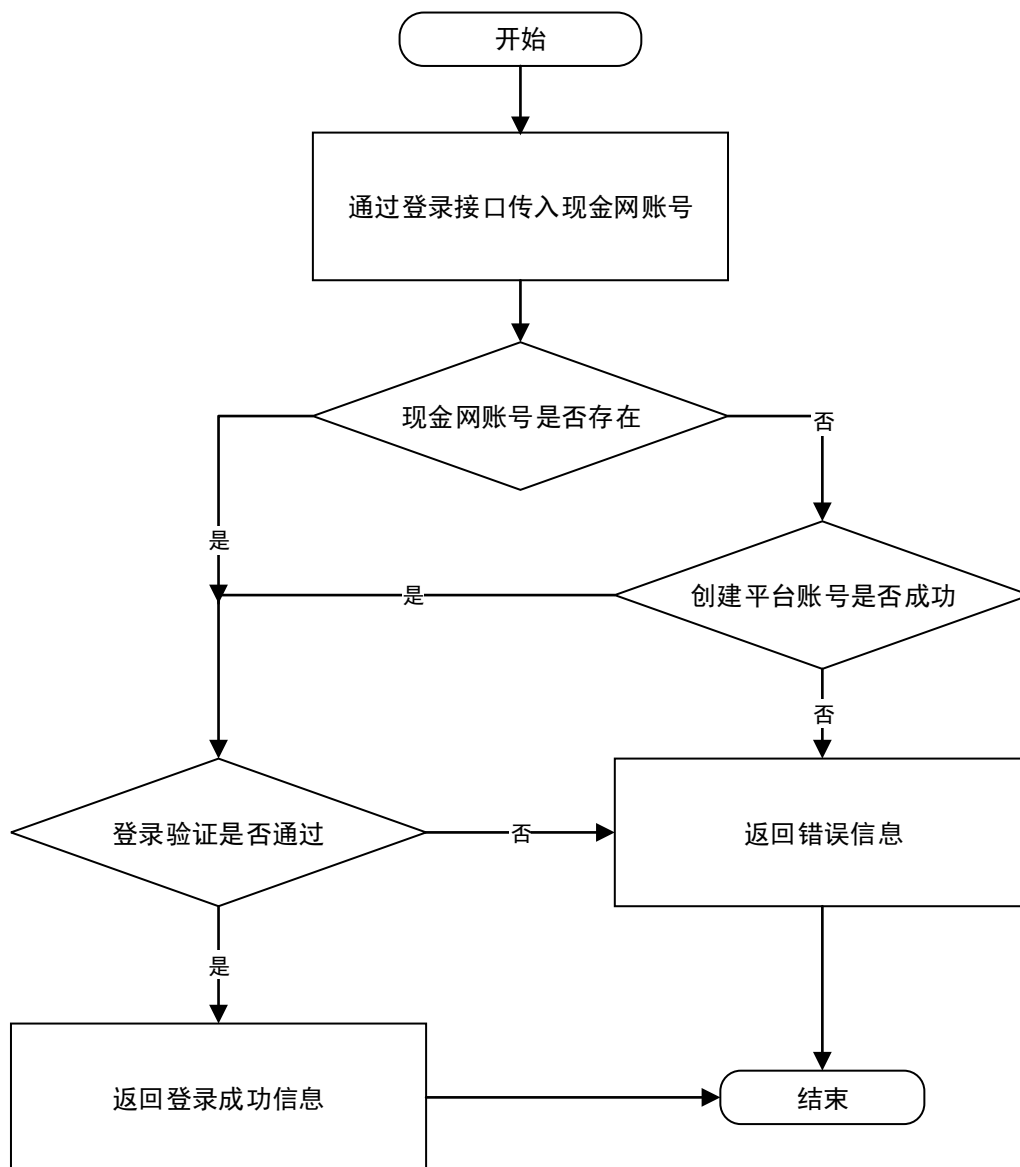 开始
通过登录接口传入现金网账号
现金网账号是否存在
否
是
是
创建平台账号是否成功
否
登录验证是否通过
否
返回错误信息
是
返回登录成功信息
结束